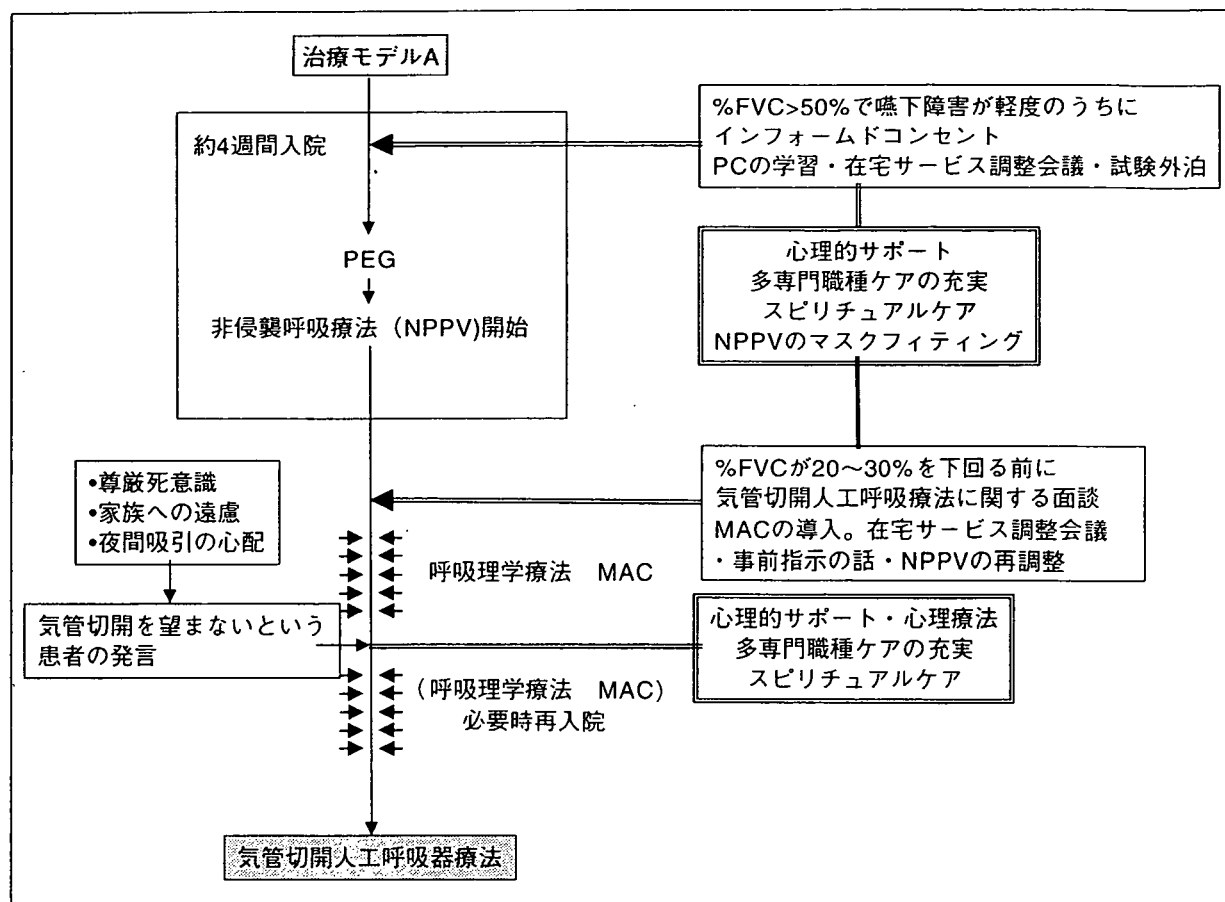 治療モデルA
%FVC>50%で嚥下障害が軽度のうちに
インフォームドコンセント
PCの学習・在宅サービス調整会議・試験外泊
約4週間入院
PEG
非侵襲呼吸療法（NPPV)開始
心理的サポート
多専門職種ケアの充実
スピリチュアルケア
NPPVのマスクフィティング
%FVCが20～30%を下回る前に
気管切開人工呼吸療法に関する面談
MACの導入。在宅サービス調整会議
・事前指示の話・NPPVの再調整
•尊厳死意識
•家族への遠慮
•夜間吸引の心配
呼吸理学療法　MAC
気管切開を望まないという
患者の発言
心理的サポート・心理療法
多専門職種ケアの充実
スピリチュアルケア
（呼吸理学療法　MAC）
必要時再入院
気管切開人工呼吸器療法